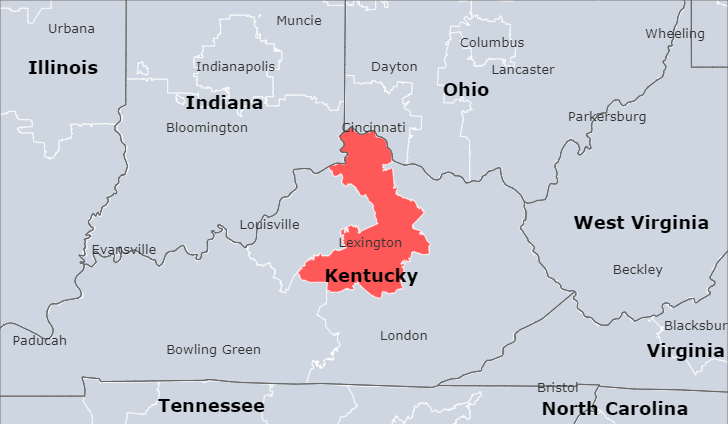 Urbana
Muncie
Wheeling
Columbus
Illinois
Indianapolis
Dayton
Lancaster
Ohio
Indiana
Parkersburg
Bloomington
Cincinnati
Louisville
West Virginia
Evansville
Lexington
Beckley
Kentucky
Blacksbur
Paducah
London
Bowling Green
Virginia
Bristol
Tennessee
North Carolina